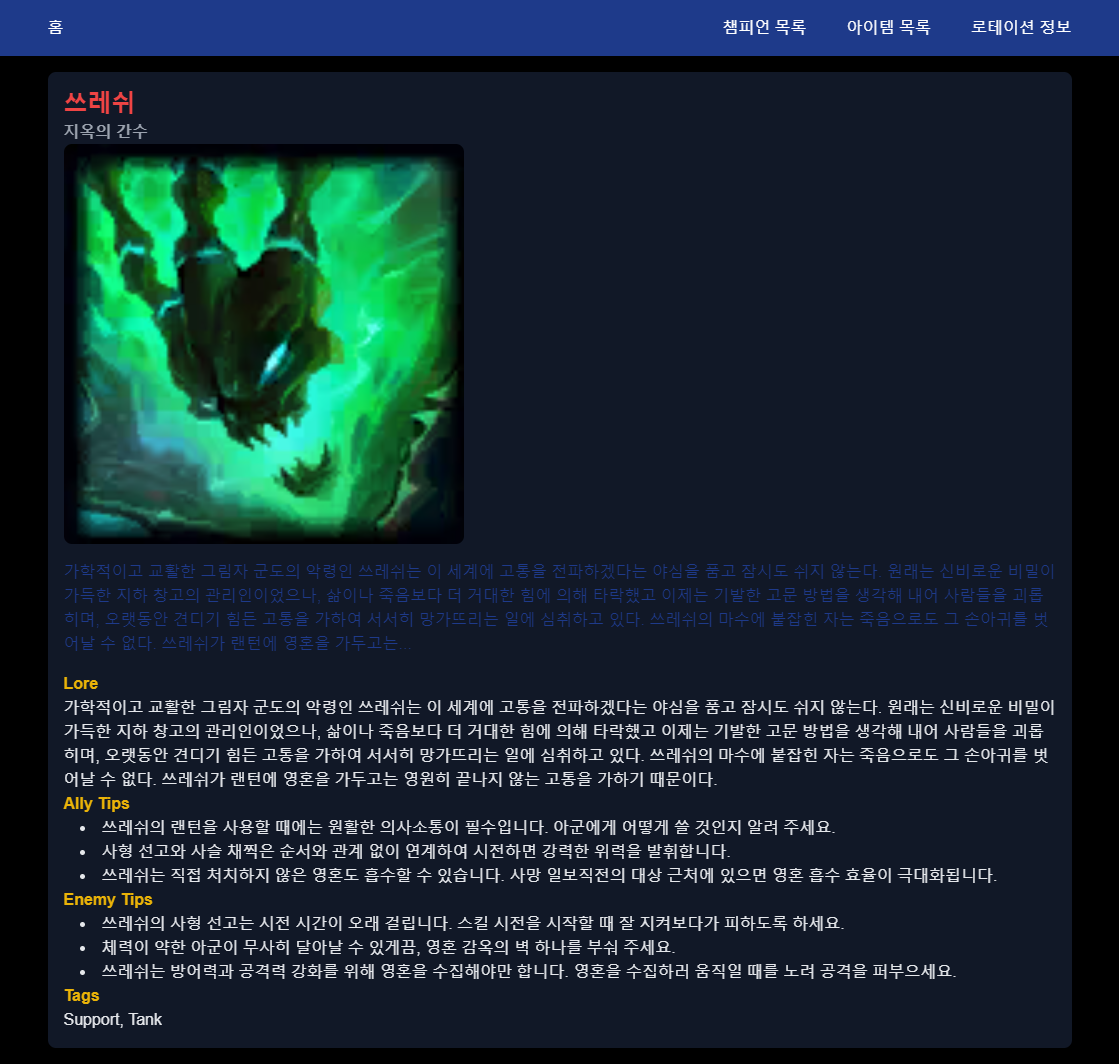 홈
챔피언 목록
아이템 목록
로테이션 정보
쓰레쉬
지옥의 간수
가학적이고 교활한 그림자 군도의 악령인 쓰레쉬는 이 세계에 고통을 전파하겠다는 야심을 품고 잠시도 쉬지 않는다. 원래는 신비로운 비밀이
가득한 지하 창고의 관리인이었으나, 삶이나 죽음보다 더 거대한 힘에 의해 타락했고 이제는 기발한 고문 방법을 생각해 내어 사람들을 괴롭
히며, 오랫동안 견디기 힘든 고통을 가하여 서서히 망가뜨리는 일에 심취하고 있다. 쓰레쉬의 마수에 붙잡힌 자는 죽음으로도 그 손아귀를 벗
어날 수 없다. 쓰레쉬가 랜턴에 영혼을 가두고는...
Lore
가학적이고 교활한 그림자 군도의 악령인 쓰레쉬는 이 세계에 고통을 전파하겠다는 야심을 품고 잠시도 쉬지 않는다. 원래는 신비로운 비밀이
가득한 지하 창고의 관리인이었으나, 삶이나 죽음보다 더 거대한 힘에 의해 타락했고 이제는 기발한 고문 방법을 생각해 내어 사람들을 괴롭
히며, 오랫동안 견디기 힘든 고통을 가하여 서서히 망가뜨리는 일에 심취하고 있다. 쓰레쉬의 마수에 붙잡힌 자는 죽음으로도 그 손아귀를 벗
어날 수 없다. 쓰레쉬가 랜턴에 영혼을 가두고는 영원히 끝나지 않는 고통을 가하기 때문이다.
Ally Tips
• 쓰레쉬의 랜턴을 사용할 때에는 원활한 의사소통이 필수입니다. 아군에게 어떻게 쓸 것인지 알려 주세요.
• 사형 선고와 사슬 채찍은 순서와 관계 없이 연계하여 시전하면 강력한 위력을 발휘합니다.
• 쓰레쉬는 직접 처치하지 않은 영혼도 흡수할 수 있습니다. 사망 일보직전의 대상 근처에 있으면 영혼 흡수 효율이 극대화됩니다.
Enemy Tips
• 쓰레쉬의 사형 선고는 시전 시간이 오래 걸립니다. 스킬 시전을 시작할 때 잘 지켜보다가 피하도록 하세요.
• 체력이 약한 아군이 무사히 달아날 수 있게끔, 영혼 감옥의 벽 하나를 부숴 주세요.
• 쓰레쉬는 방어력과 공격력 강화를 위해 영혼을 수집해야만 합니다. 영혼을 수집하러 움직일 때를 노려 공격을 퍼부으세요.
Tags
Support, Tank